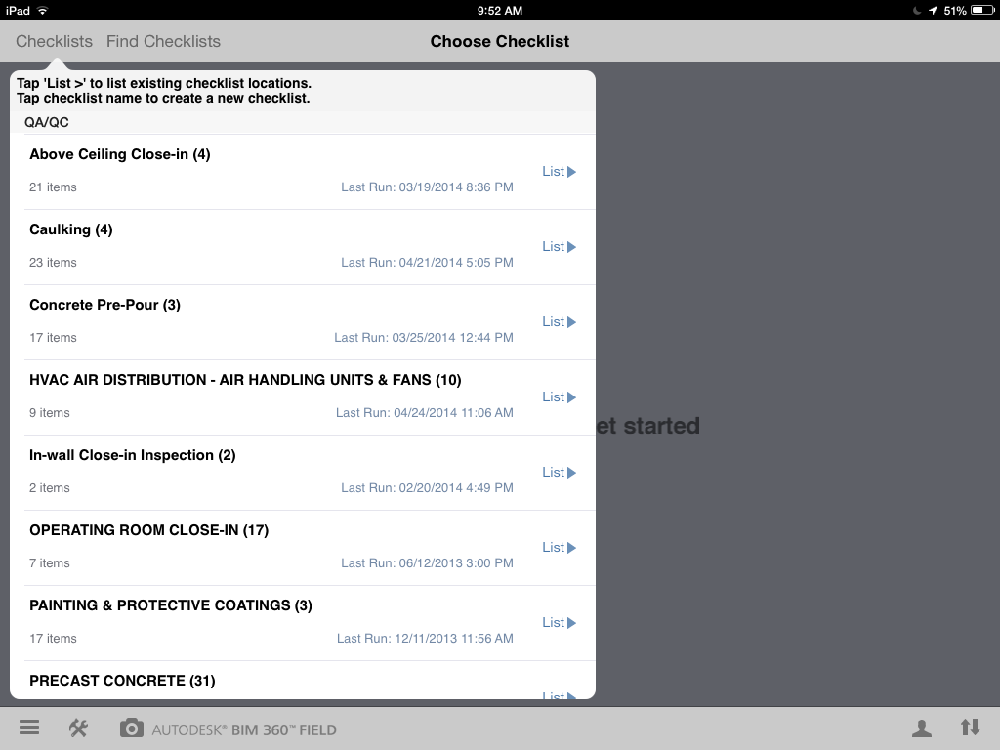 iPad 9:52 AM 51%
Checklists Find Checklists Choose Checklist
Tap 'List >' to list existing checklist locations.
Tap checklist name to create a new checklist.
QA/QC
Above Ceiling Close-in (4)
List
21 items Last Run: 03/19/2014 8:36 PM
Caulking (4)
List
23 items Last Run: 04/21/2014 5:05 PM
Concrete Pre-Pour (3)
List
17 items Last Run: 03/25/2014 12:44 PM
HVAC AIR DISTRIBUTION - AIR HANDLING UNITS & FANS (10)
List
9 items Last Run: 04/24/2014 11:06 AM
et started
In-wall Close-in Inspection (2)
List
2 items Last Run: 02/20/2014 4:49 PM
OPERATING ROOM CLOSE-IN (17)
List
7 items Last Run: 06/12/2013 3:00 PM
PAINTING & PROTECTIVE COATINGS (3)
List
17 items Last Run: 12/11/2013 11:56 AM
PRECAST CONCRETE (31)
List
AUTODESK® BIM 360™ FIELD